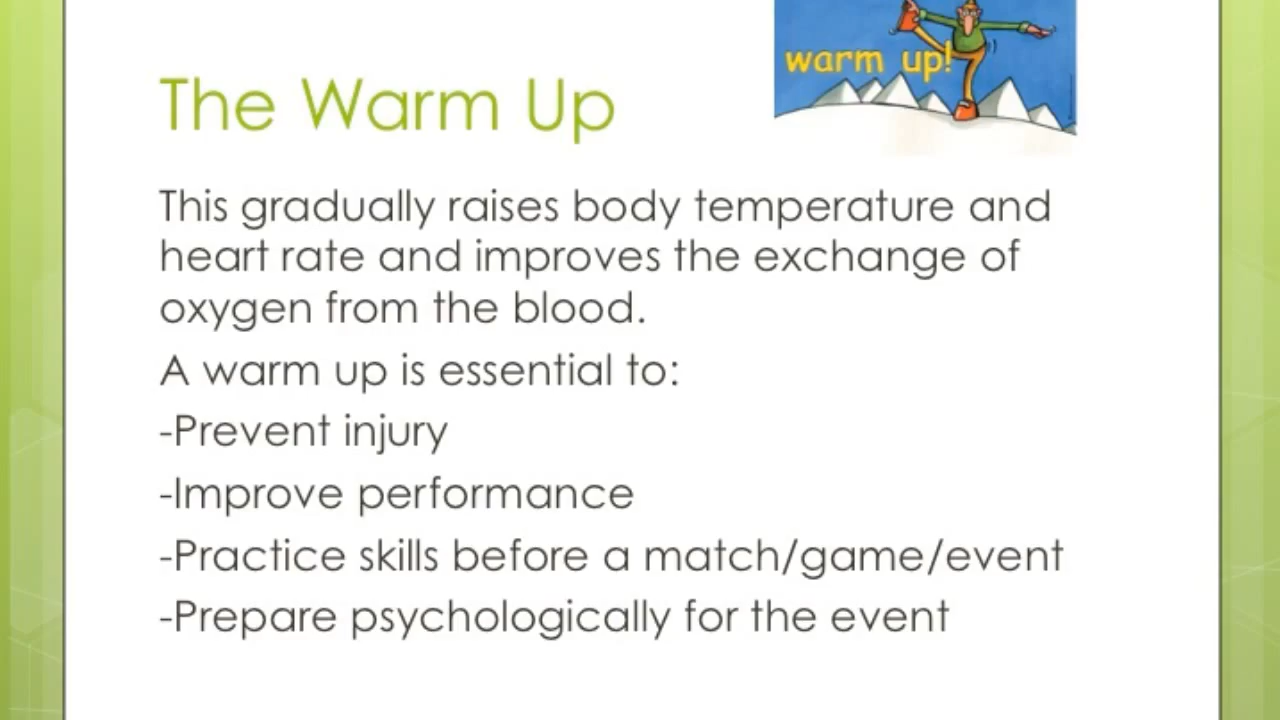 warm up!
The Warm Up
This gradually raises body temperature and
heart rate and improves the exchange of
oxygen from the blood.
A warm up is essential to:
-Prevent injury
-Improve performance
-Practice skills before a match/game/event
-Prepare psychologically for the event